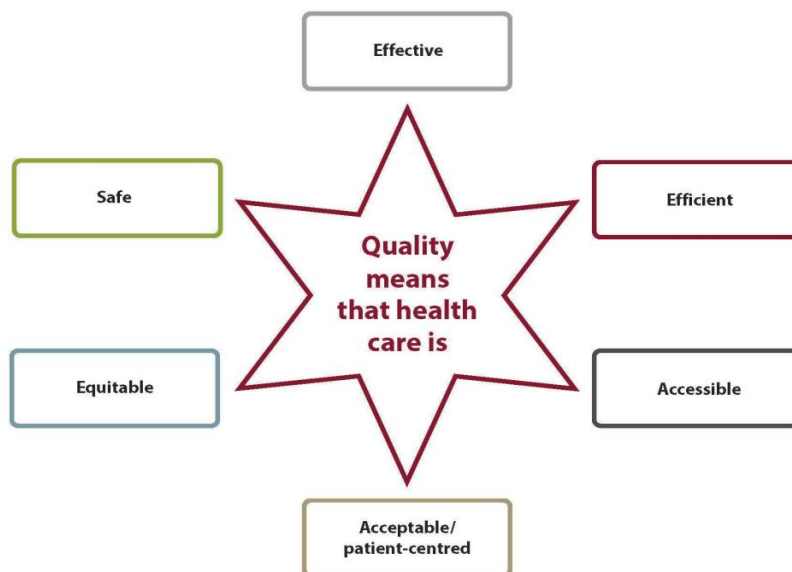 Effective
Safe
Efficient
Quality
means
that health
care is
Equitable
Accessible
Acceptable/
patient-centred